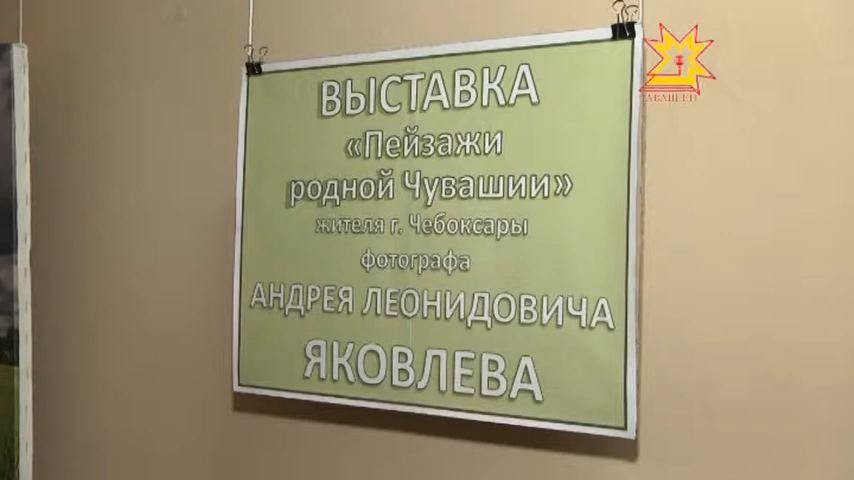 ВЫСТАВКА
«Пейзажи
родной Чувашии»
жителя г. Чебоксары
фотографа
АНДРЕЯ ЛЕОНИДОВИЧА
ЯКОВЛЕВА